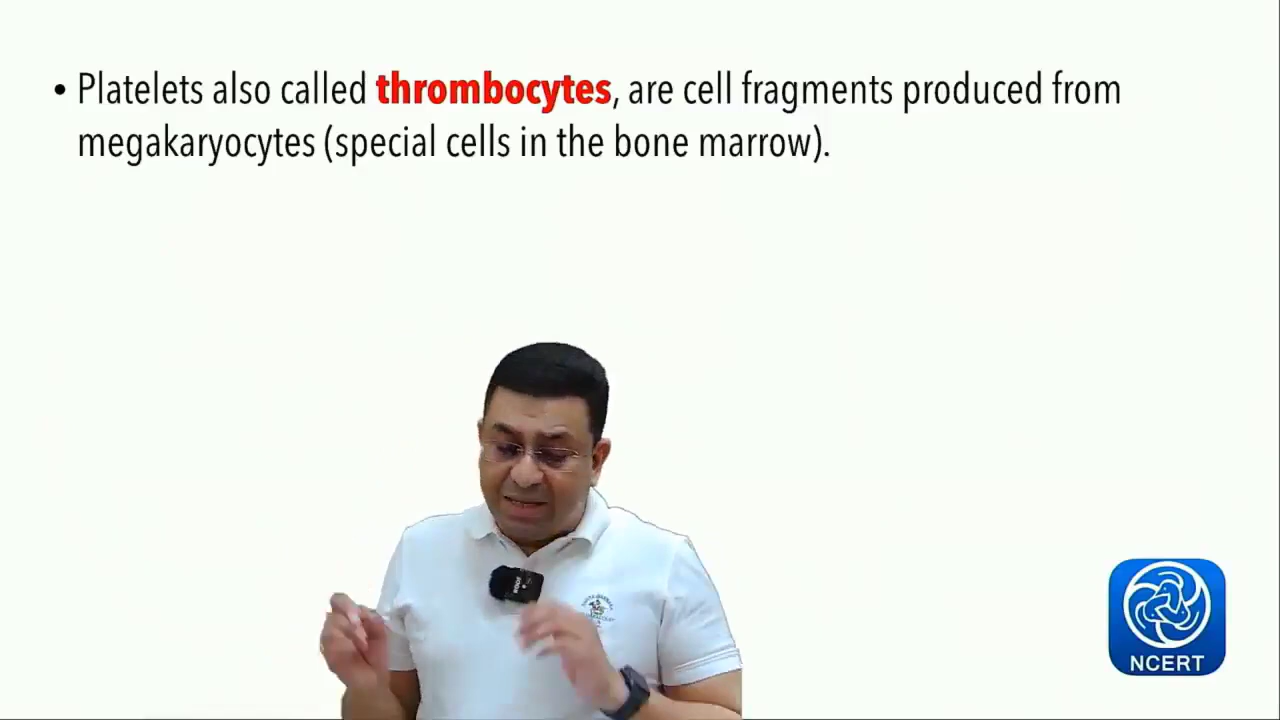 • Platelets also called thrombocytes, are cell fragments produced from
megakaryocytes (special cells in the bone marrow).
NCERT